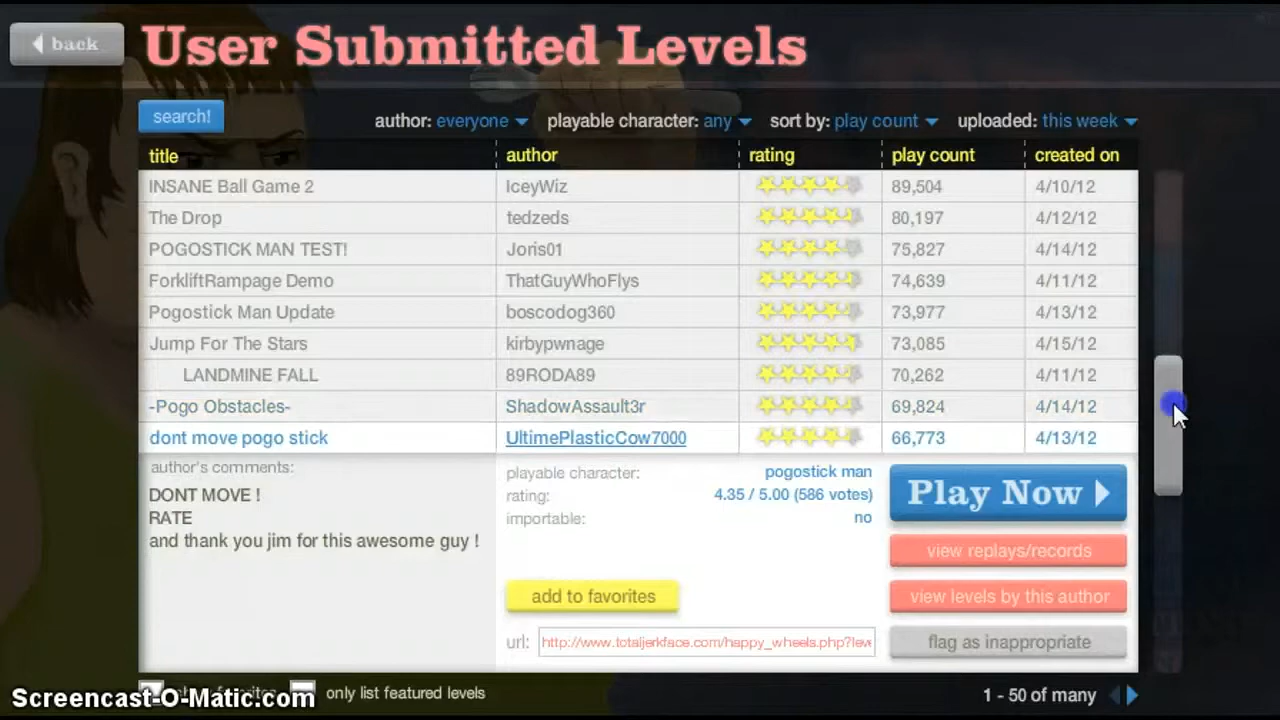 back
User Submitted Levels
search!
author: everyone
playable character: any
sort by: play count
uploaded: this week
title author rating play count created on
INSANE Ball Game 2 IceyWiz 89,504 4/10/12
The Drop tedzeds 80,197 4/12/12
POGOSTICK MAN TEST! Joris01 75,827 4/14/12
ForkliftRampage Demo ThatGuyWhoFlys 74,639 4/11/12
Pogostick Man Update boscodog360 73,977 4/13/12
Jump For The Stars kirbypwnage 73,085 4/15/12
LANDMINE FALL 89RODA89 70,262 4/11/12
-Pogo Obstacles- ShadowAssault3r 69,824 4/14/12
dont move pogo stick UltimePlasticCow7000 66,773 4/13/12
author's comments:
DONT MOVE !
RATE
and thank you jim for this awesome guy !
playable character: pogostick man
rating: 4.35 / 5.00 (586 votes)
importable: no
add to favorites
url: http://www.totaljerkface.com/happy_wheels.php?lev
Play Now
view replays/records
view levels by this author
flag as inappropriate
Screencast-O-Matic.com
only list featured levels
1 - 50 of many